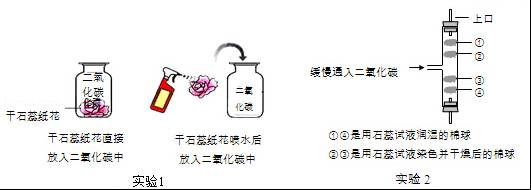 上口
①
②
缓慢通入二氧化碳
③
④
二氧
化碳
二氧
化碳
干石蕊纸花
干石蕊纸花直接
放入二氧化碳中
干石蕊纸花喷水后
放入二氧化碳中
①④是用石蕊试液润湿的棉球
②③是用石蕊试液染色并干燥后的棉球
实验1
实验 2